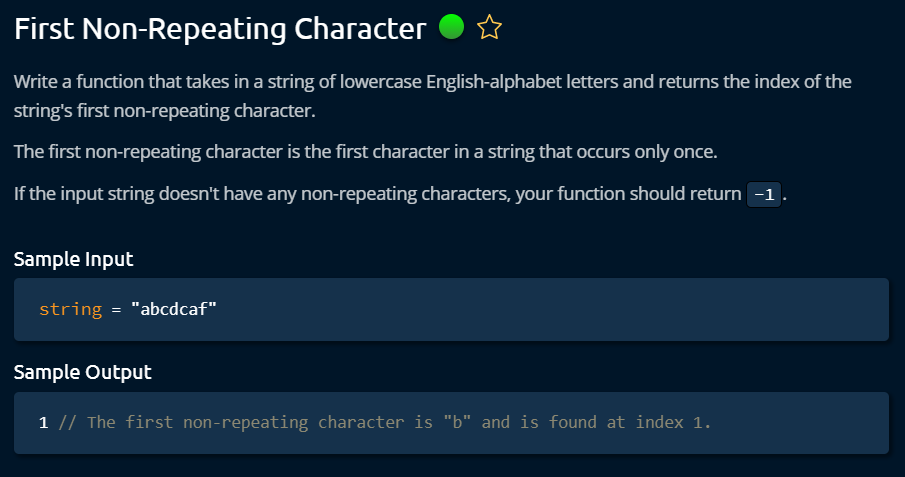 First Non-Repeating Character
Write a function that takes in a string of lowercase English-alphabet letters and returns the index of the
string's first non-repeating character.
The first non-repeating character is the first character in a string that occurs only once.
If the input string doesn't have any non-repeating characters, your function should return -1 .
Sample Input
string = "abcdcaf"
Sample Output
1 // The first non-repeating character is "b" and is found at index 1.